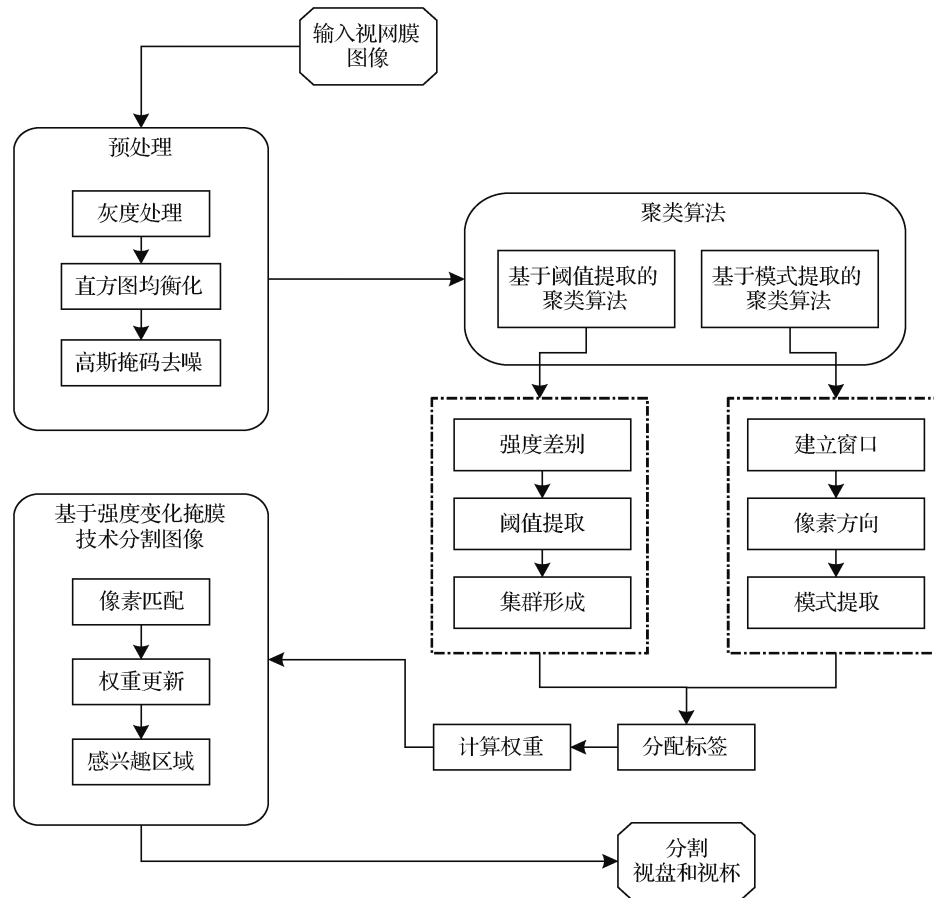 输入视网膜
图像
预处理
灰度处理
直方图均衡化
高斯掩码去噪
聚类算法
基于阈值提取的
聚类算法
基于模式提取的
聚类算法
强度差别
阈值提取
集群形成
建立窗口
像素方向
模式提取
分配标签
计算权重
基于强度变化掩膜
技术分割图像
像素匹配
权重更新
感兴趣区域
分割
视盘和视杯